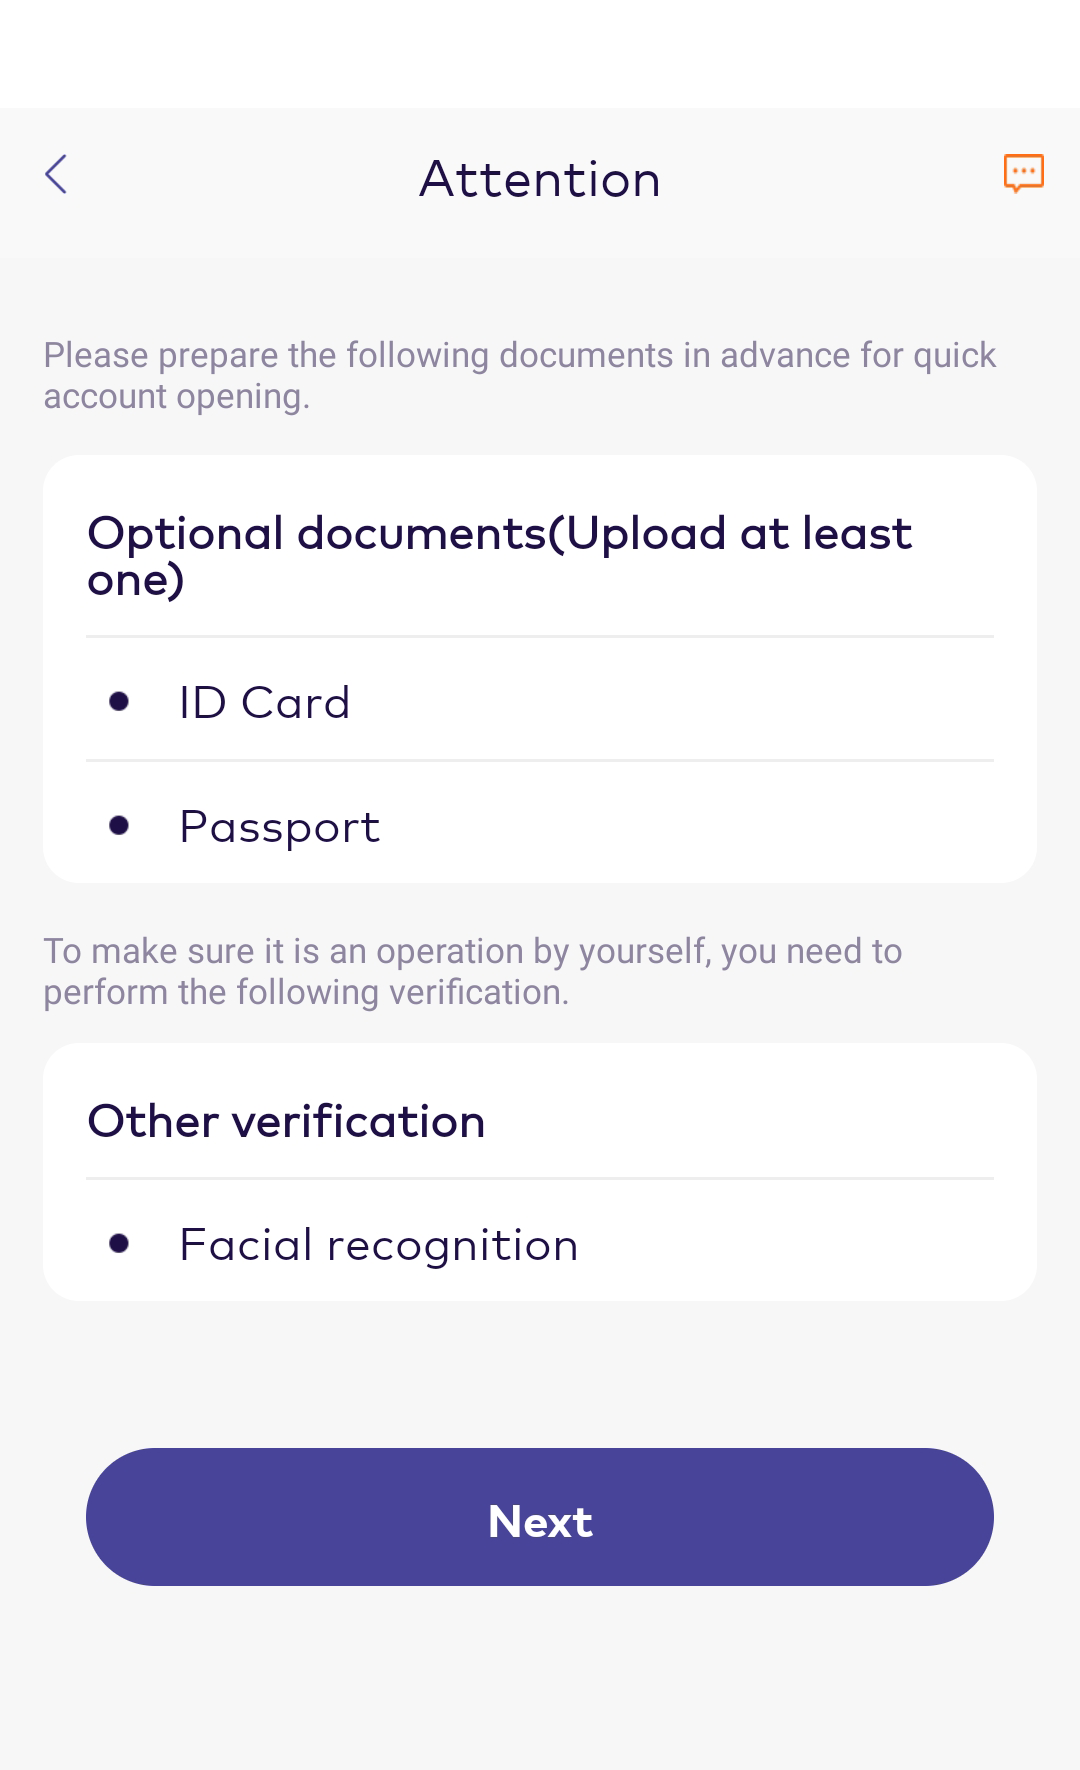 Attention
Please prepare the following documents in advance for quick
account opening.
Optional documents(Upload at least
one)
ID Card
Passport
To make sure it is an operation by yourself, you need to
perform the following verification.
Other verification
Facial recognition
Next